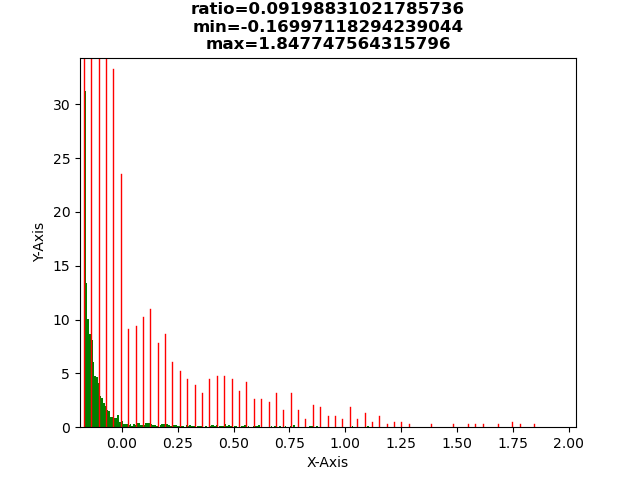 ratio=0.09198831021785736
min=-0.16997118294239044
max=1.847747564315796
30
25
20
15
10
5
0
Y-Axis
0.00 0.25 0.50 0.75 1.00 1.25 1.50 1.75 2.00
X-Axis